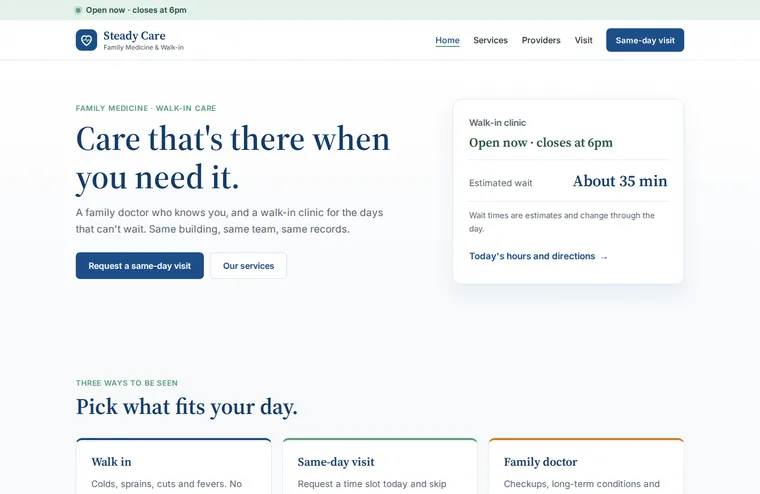 Open now · closes at 6pm
Steady Care
Family Medicine & Walk-in
Home
Services
Providers
Visit
Same-day visit
FAMILY MEDICINE · WALK-IN CARE
Care that's there when
you need it.
A family doctor who knows you, and a walk-in clinic for the days
that can't wait. Same building, same team, same records.
Request a same-day visit
Our services
Walk-in clinic
Open now · closes at 6pm
Estimated wait
About 35 min
Wait times are estimates and change through the
day.
Today's hours and directions →
THREE WAYS TO BE SEEN
Pick what fits your day.
Walk in
Colds, sprains, cuts and fevers. No
Same-day visit
Request a time slot today and skip
Family doctor
Checkups, long-term conditions and